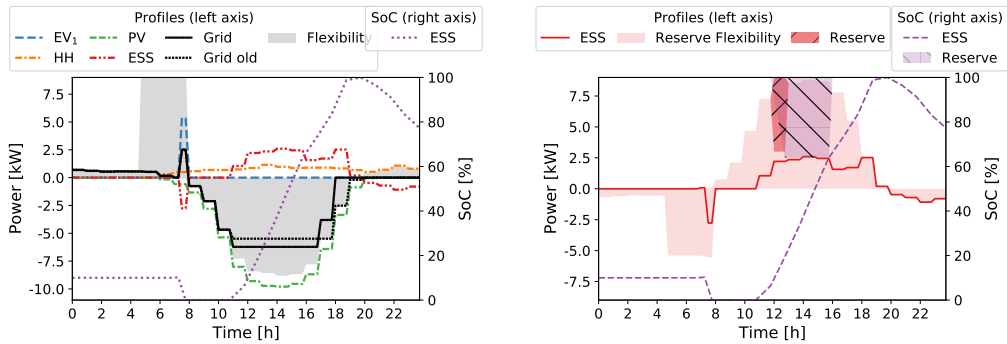 Profiles (left axis)
EV1 PV Grid Flexibility
HH ESS Grid old
SoC (right axis)
ESS
7.5
5.0
2.5
0.0
-2.5
-5.0
-7.5
-10.0
Power [kW]
100
80
60
40
20
0
SoC [%]
0 2 4 6 8 10 12 14 16 18 20 22
Time [h]
Profiles (left axis)
ESS Reserve Flexibility Reserve
SoC (right axis)
ESS
Reserve
7.5
5.0
2.5
0.0
-2.5
-5.0
-7.5
Power [kW]
100
80
60
40
20
0
SoC [%]
0 2 4 6 8 10 12 14 16 18 20 22
Time [h]